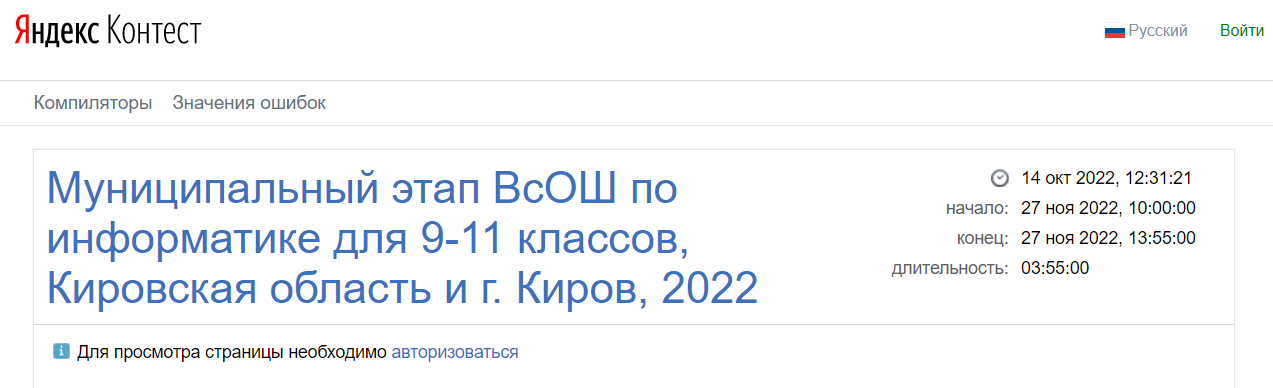 Яндекс Контест
Русский Войти
Компиляторы Значения ошибок
Муниципальный этап ВсОШ по
информатике для 9-11 классов,
Кировская область и г. Киров, 2022
14 окт 2022, 12:31:21
начало: 27 ноя 2022, 10:00:00
конец: 27 ноя 2022, 13:55:00
длительность: 03:55:00
Для просмотра страницы необходимо авторизоваться